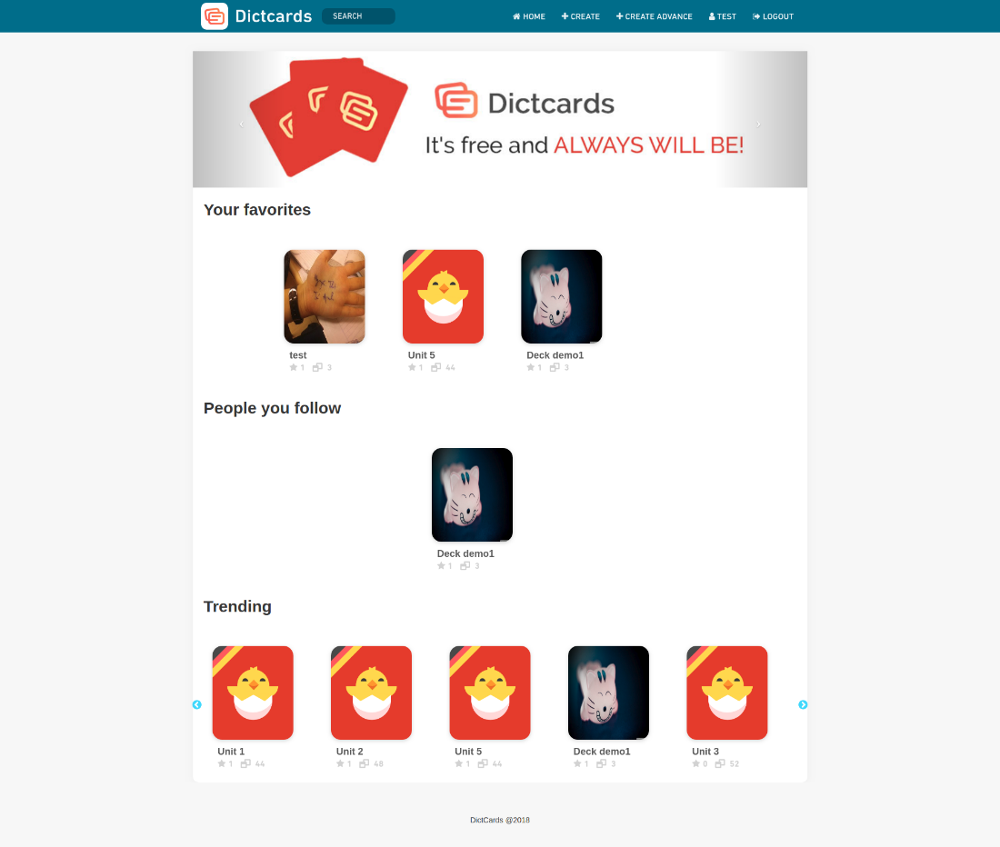 Dictcards
SEARCH
HOME
CREATE
CREATE ADVANCE
TEST
LOGOUT
Dictcards
It's free and ALWAYS WILL BE!
Your favorites
test
1 3
Unit 5
1 44
Deck demo1
1 3
People you follow
Deck demo1
1 3
Trending
Unit 1
1 44
Unit 2
1 48
Unit 5
1 44
Deck demo1
1 3
Unit 3
0 52
DictCards @2018